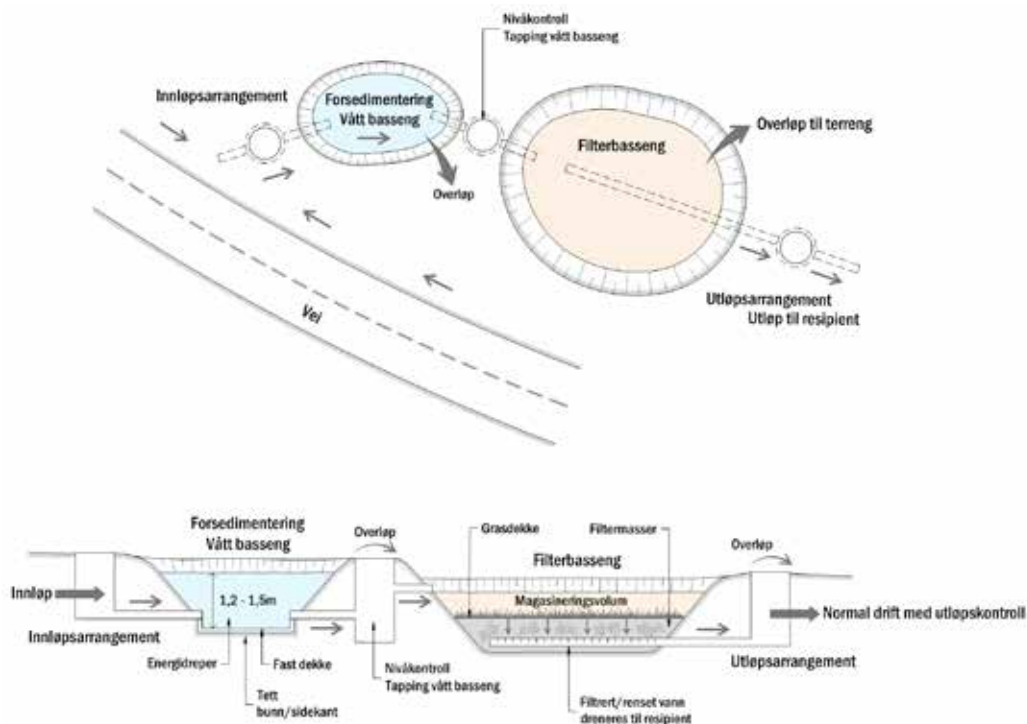 Nivåkontroll
Tapping vått basseng
Innløpsarrangement
Forsedimentering
Vått basseng
Filterbasseng
Overløp til terreng
Overløp
Utløpsarrangement
Utløp til resipient
Vei
Forsedimentering
Vått basseng
Overløp
Grasdekke
Filtermasser
Filterbasseng
Overløp
Innløp
1,2 - 1,5m
Magasineringsvolum
Normal drift med utløpskontroll
Innløpsarrangement
Energidreper
Fast dekke
Nivåkontroll
Tapping vått basseng
Utløpsarrangement
Tett
bunn/sidekant
Filtrert/renset vann
dreneres til resipient